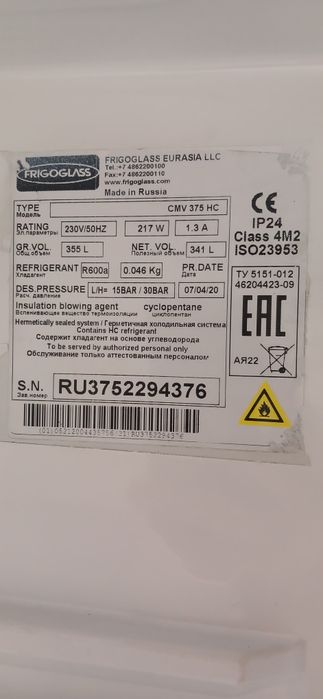 FRIGOGLASS
FRIGOGLASS EURASIA LLC
Tel.:+7 4862200100
Fax:+7 4862200110
www.frigoglass.com
Made in Russia
TYPE
Модель
CMV 375 HC
RATING
Эл.параметры
230V/50HZ
217 W
1.3 A
GR.VOL.
Общ объем
355 L
NET. VOL.
Полезный объем
341 L
REFRIGERANT
Хладагент
R600a
0.046 Kg
PR.DATE
Дата
DES.PRESSURE
Расч. давление
L/H= 15BAR / 30BAR
07/04/20
Insulation blowing agent cyclopentane
Вспенивающее вещество термоизоляции циклопентан
Hermetically sealed system / Герметичная холодильная система
Contains HC refrigerant
Содержит хладагент на основе углеводорода
To be served by authorized personal only
Обслуживание только аттестованным персоналом
S.N.
Зав.номер
RU3752294376
(01)05212004435756(21)RU3752294376
CE
IP24
Class 4M2
ISO23953
ТУ 5151-012
46204423-09
EAC
АЯ22